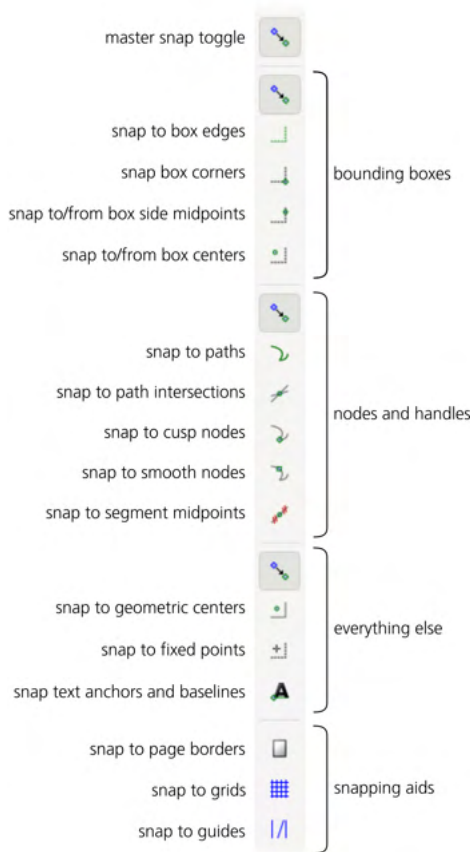 master snap toggle
snap to box edges
snap box corners
bounding boxes
snap to/from box side midpoints
snap to/from box centers
snap to paths
snap to path intersections
nodes and handles
snap to cusp nodes
snap to smooth nodes
snap to segment midpoints
snap to geometric centers
everything else
snap to fixed points
snap text anchors and baselines
A
snap to page borders
snap to grids
snapping aids
snap to guides